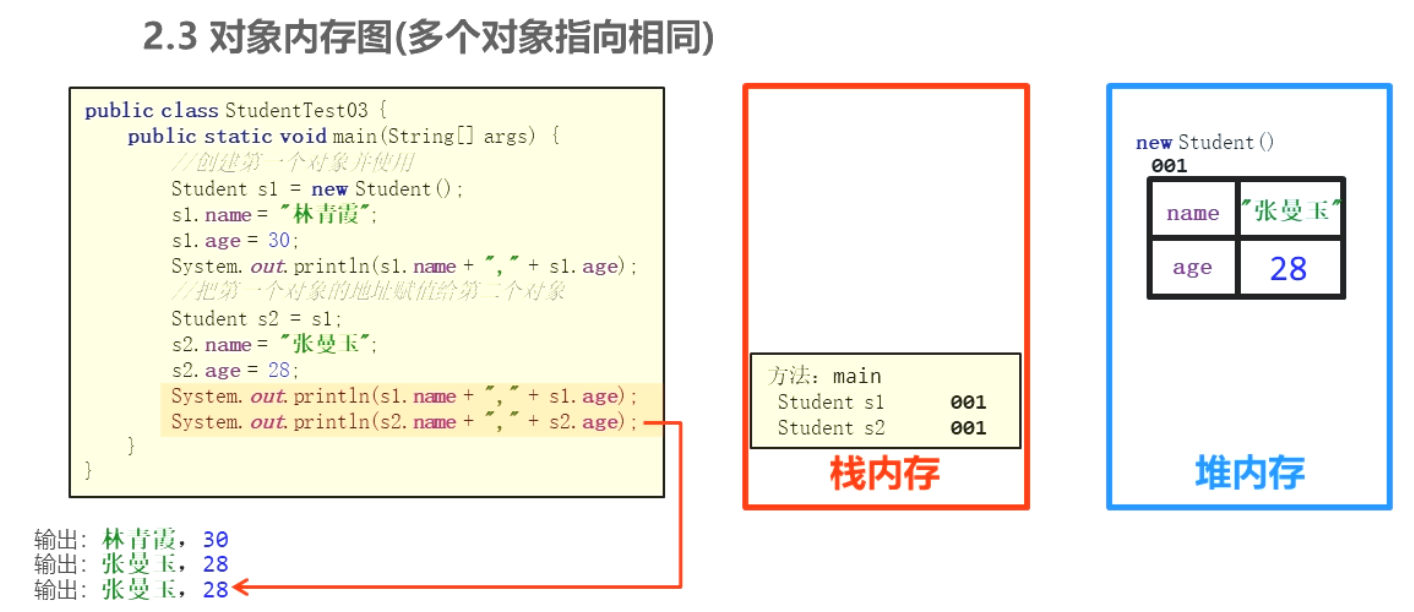 2.3 对象内存图(多个对象指向相同)
public class StudentTest03 {
public static void main(String[] args) {
//创建第一个对象并使用
Student s1 = new Student();
s1.name = "林青霞";
s1.age = 30;
System.out.println(s1.name + "," + s1.age);
//把第一个对象的地址赋值给第二个对象
Student s2 = s1;
s2.name = "张曼玉";
s2.age = 28;
System.out.println(s1.name + "," + s1.age);
System.out.println(s2.name + "," + s2.age);
}
}
输出：林青霞，30
输出：张曼玉，28
输出：张曼玉，28
方法：main
Student s1 001
Student s2 001
栈内存
new Student()
001
name "张曼玉"
age 28
堆内存